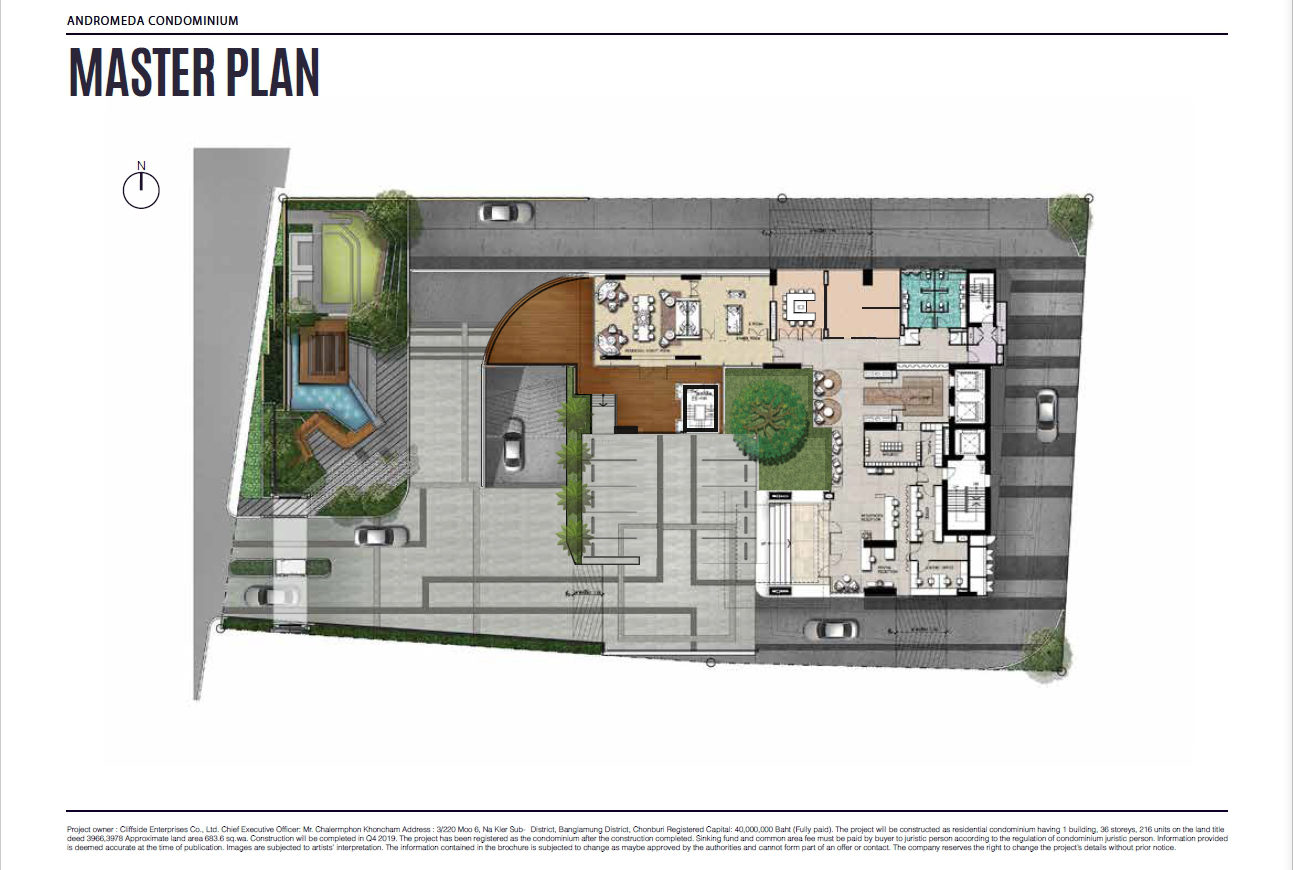 ANDROMEDA CONDOMINIUM
MASTER PLAN
N
RESIDENCES
RECEPTION
Project owner : Cliffside Enterprises Co., Ltd. Chief Executive Officer: Mr. Chalermphon Khoncham Address : 3/220 Moo 6, Na Kler Sub- District, Banglamung District, Chonburi Registered Capital: 40,000,000 Baht (Fully paid). The project will be constructed as residential condominium having 1 building, 36 storeys, 216 units on the land title
deed 3966,3978 Approximate land area 683.6 sq.wa. Construction will be completed in Q4 2019. The project has been registered as the condominium after the construction completed. Sinking fund and common area fee must be paid by buyer to juristic person according to the regulation of condominium juristic person. Information provided
is deemed accurate at the time of publication. Images are subjected to artists' interpretation. The information contained in the brochure is subjected to change as maybe approved by the authorities and cannot form part of an offer or contact. The company reserves the right to change the project's details without prior notice.